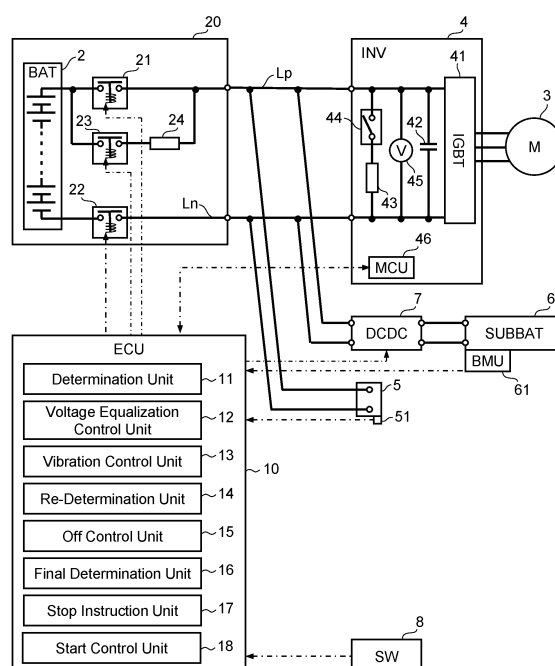 20
4
BAT
2
21
Lp
INV
41
3
23
24
44
42
IGBT
M
V
45
43
22
Ln
46
MCU
7
6
DCDC
SUBBAT
BMU
61
ECU
5
51
Determination Unit
11
Voltage Equalization
Control Unit
12
Vibration Control Unit
13
10
Re-Determination Unit
14
Off Control Unit
15
Final Determination Unit
16
Stop Instruction Unit
17
Start Control Unit
18
8
SW